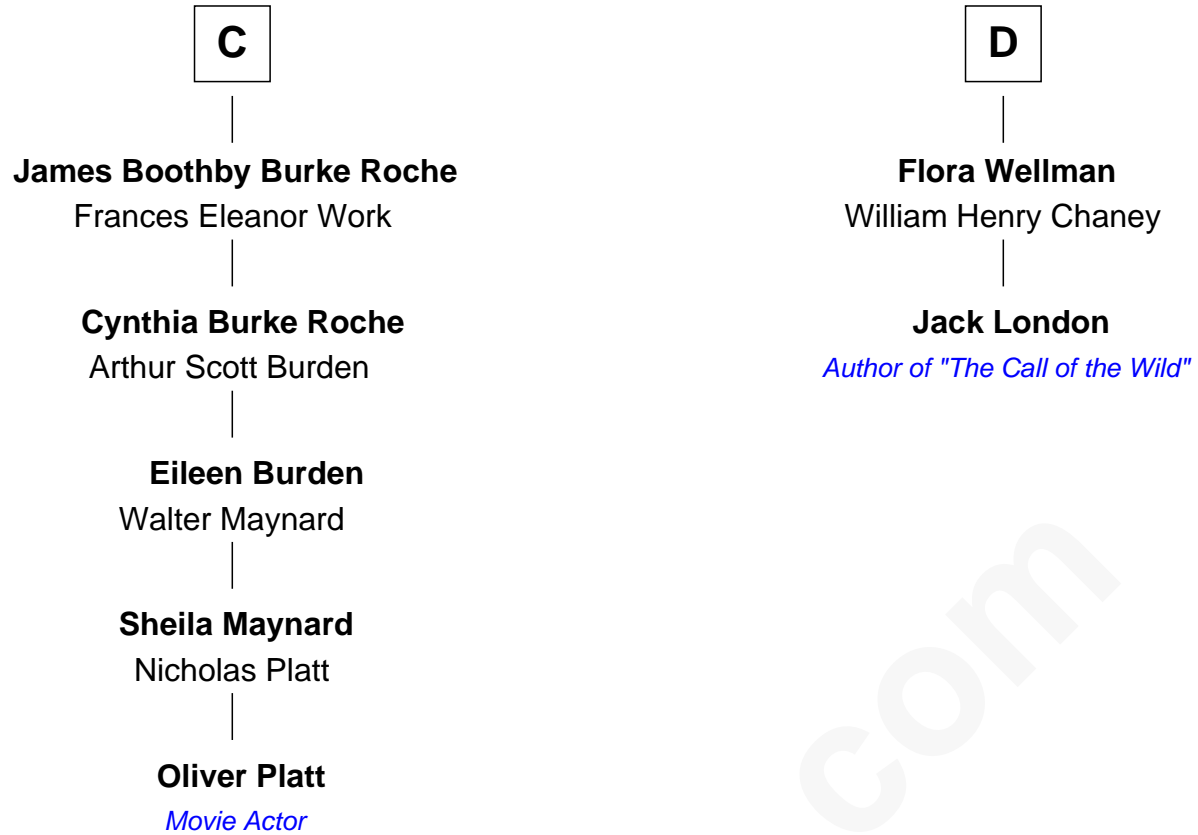 C
James Boothby Burke Roche
Frances Eleanor Work
Cynthia Burke Roche
Arthur Scott Burden
Eileen Burden
Walter Maynard
Sheila Maynard
Nicholas Platt
Oliver Platt
Movie Actor
D
Flora Wellman
William Henry Chaney
Jack London
Author of "The Call of the Wild"
com